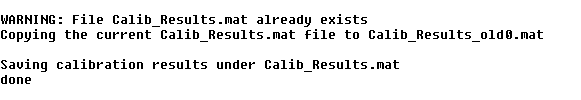 WARNING: File Calib_Results.mat already exists
Copying the current Calib_Results.mat file to Calib_Results_old0.mat
Saving calibration results under Calib_Results.mat
done